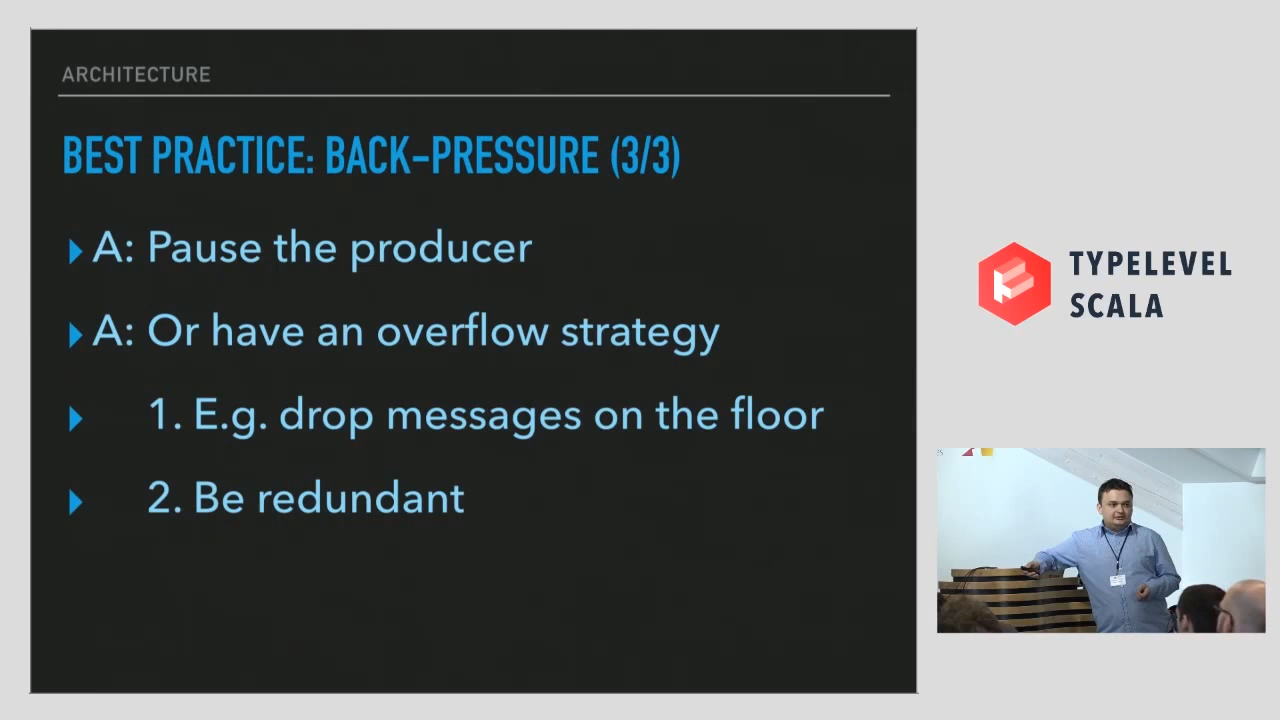 ARCHITECTURE
BEST PRACTICE: BACK-PRESSURE (3/3)
A: Pause the producer
A: Or have an overflow strategy
1. E.g. drop messages on the floor
2. Be redundant
TYPELEVEL
SCALA